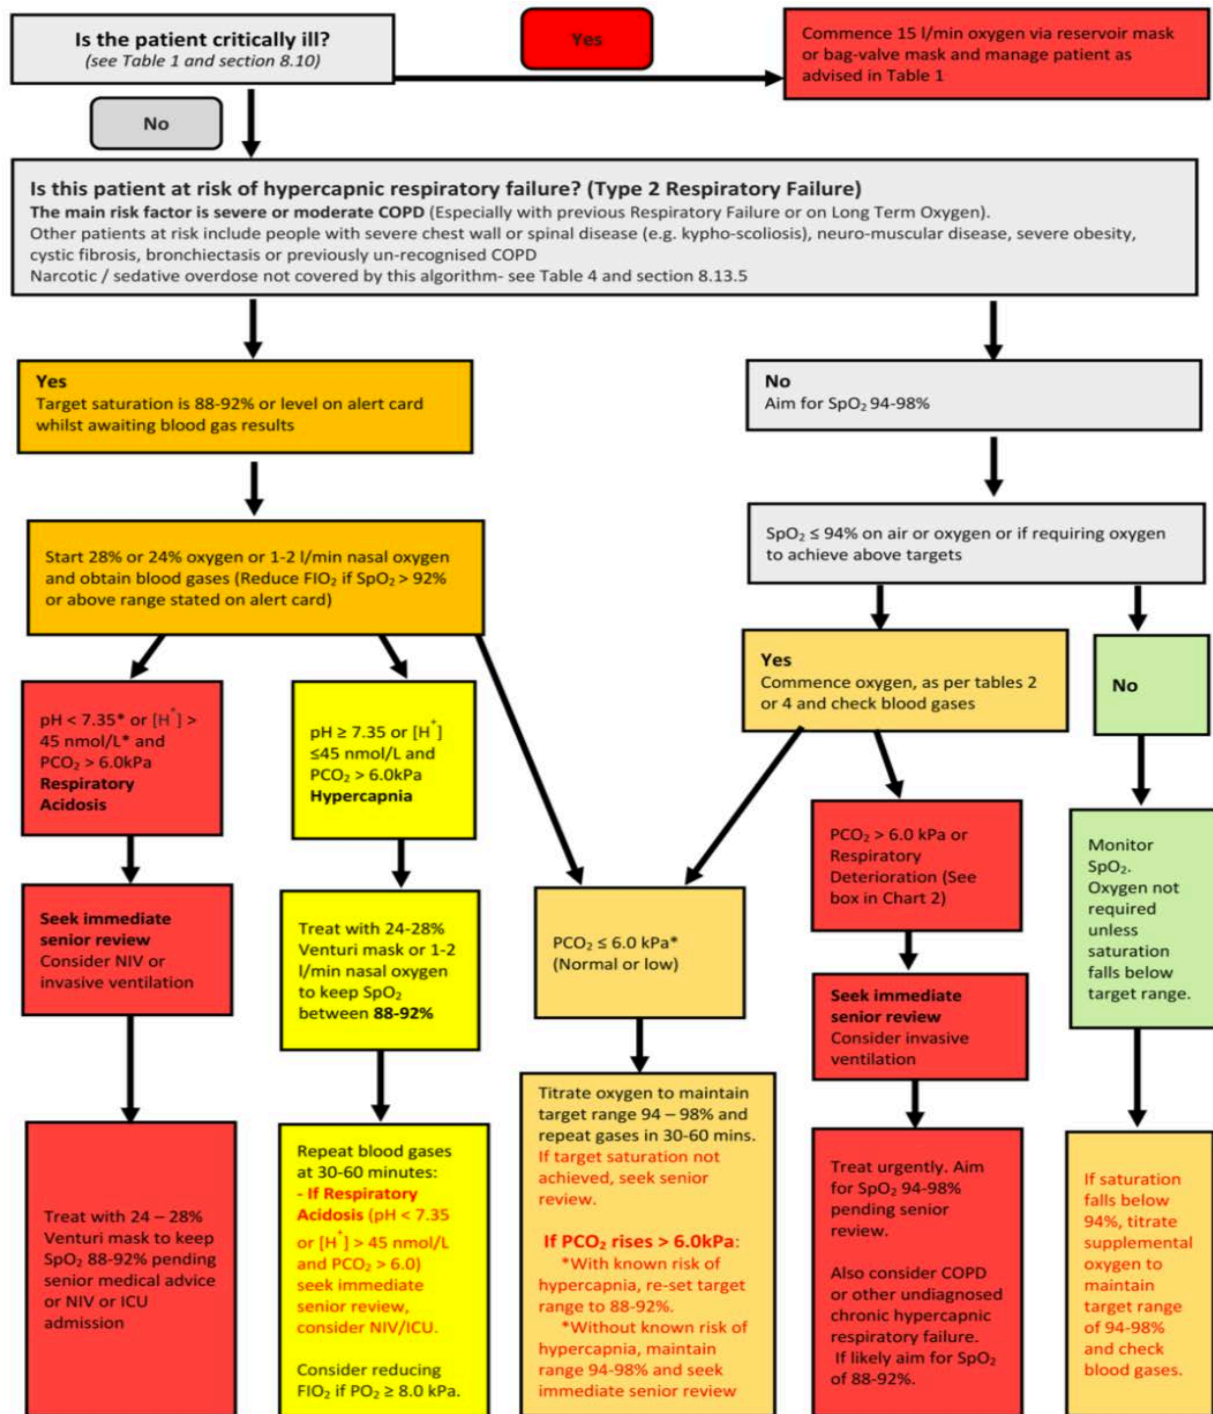 Is the patient critically ill?
(see Table 1 and section 8.10)
Yes
Commence 15 l/min oxygen via reservoir mask
or bag-valve mask and manage patient as
advised in Table 1
No
Is this patient at risk of hypercapnic respiratory failure? (Type 2 Respiratory Failure)
The main risk factor is severe or moderate COPD (Especially with previous Respiratory Failure or on Long Term Oxygen).
Other patients at risk include people with severe chest wall or spinal disease (e.g. kypho-scoliosis), neuro-muscular disease, severe obesity,
cystic fibrosis, bronchiectasis or previously un-recognised COPD
Narcotic / sedative overdose not covered by this algorithm- see Table 4 and section 8.13.5
Yes
Target saturation is 88-92% or level on alert card
whilst awaiting blood gas results
No
Aim for SpO₂ 94-98%
Start 28% or 24% oxygen or 1-2 l/min nasal oxygen
and obtain blood gases (Reduce FIO₂ if SpO₂ > 92%
or above range stated on alert card)
SpO₂ ≤ 94% on air or oxygen or if requiring oxygen
to achieve above targets
Yes
Commence oxygen, as per tables 2
or 4 and check blood gases
No
pH < 7.35* or [H⁺] >
45 nmol/L* and
PCO₂ > 6.0kPa
Respiratory
Acidosis
pH ≥ 7.35 or [H⁺]
≤45 nmol/L and
PCO₂ > 6.0kPa
Hypercapnia
PCO₂ > 6.0 kPa or
Respiratory
Deterioration (See
box in Chart 2)
Monitor
SpO₂.
Oxygen not
required
unless
saturation
falls below
target range.
Seek immediate
senior review
Consider NIV or
invasive ventilation
Treat with 24-28%
Venturi mask or 1-2
l/min nasal oxygen
to keep SpO₂
between 88-92%
PCO₂ ≤ 6.0 kPa*
(Normal or low)
Seek immediate
senior review
Consider invasive
ventilation
Treat with 24 – 28%
Venturi mask to keep
SpO₂ 88-92% pending
senior medical advice
or NIV or ICU
admission
Repeat blood gases
at 30-60 minutes:
- If Respiratory
Acidosis (pH < 7.35
or [H⁺] > 45 nmol/L
and PCO₂ > 6.0)
seek immediate
senior review,
consider NIV/ICU.
Consider reducing
FIO₂ if PO₂ ≥ 8.0 kPa.
Titrate oxygen to maintain
target range 94 – 98% and
repeat gases in 30-60 mins.
If target saturation not
achieved, seek senior
review.
If PCO₂ rises > 6.0kPa:
*With known risk of
hypercapnia, re-set target
range to 88-92%.
*Without known risk of
hypercapnia, maintain
range 94-98% and seek
immediate senior review
Treat urgently. Aim
for SpO₂ 94-98%
pending senior
review.
Also consider COPD
or other undiagnosed
chronic hypercapnic
respiratory failure.
If likely aim for SpO₂
of 88-92%.
If saturation
falls below
94%, titrate
supplemental
oxygen to
maintain
target range
of 94-98%
and check
blood gases.